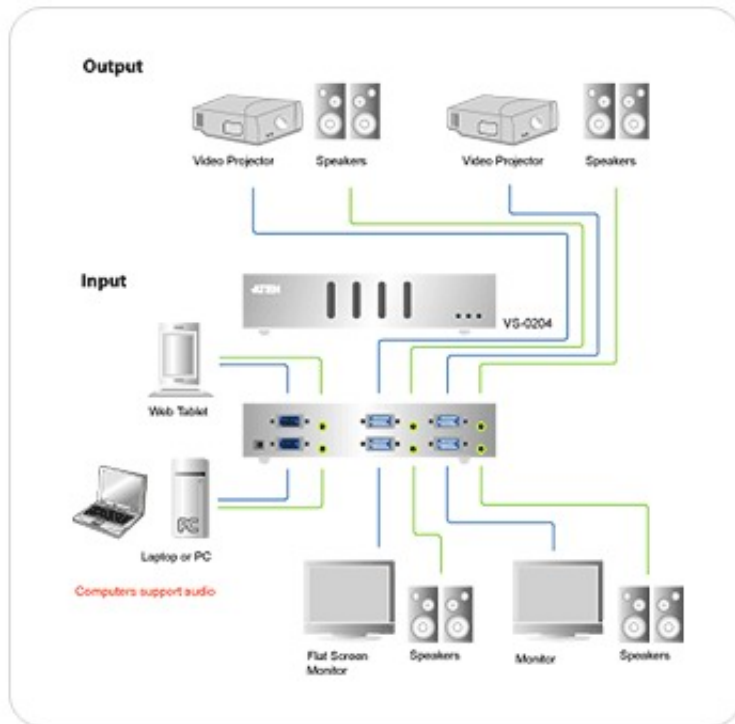 Output
Video Projector
Speakers
Video Projector
Speakers
Input
ATEN
VS-0204
Web Tablet
PC
Laptop or PC
Computers support audio
Flat Screen
Monitor
Speakers
Monitor
Speakers